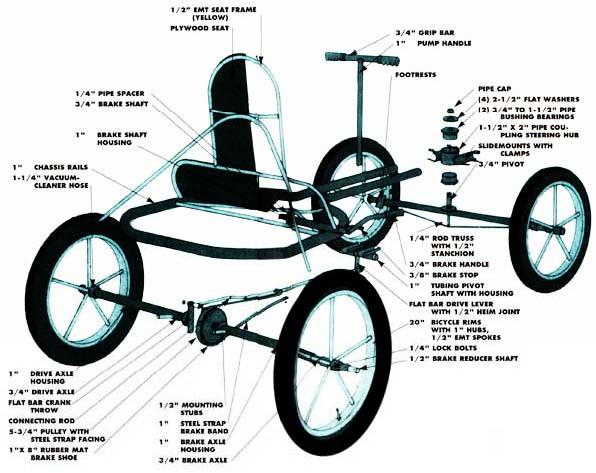 1/2" EMT SEAT FRAME
(YELLOW)
PLYWOOD SEAT
3/4" GRIP BAR
1" PUMP HANDLE
FOOTRESTS
PIPE CAP
(4) 2-1/2" FLAT WASHERS
(2) 3/4" TO 1-1/2" PIPE
BUSHING BEARINGS
1-1/2" X 2" PIPE COU-
PLING STEERING HUB
SLIDEMOUNTS WITH
CLAMPS
3/4" PIVOT
1/4" PIPE SPACER
3/4" BRAKE SHAFT
1" BRAKE SHAFT
HOUSING
1" CHASSIS RAILS
1-1/4" VACUUM-
CLEANER HOSE
1/4" ROD TRUSS
WITH 1/2"
STANCHION
3/4" BRAKE HANDLE
3/8" BRAKE STOP
1" TUBING PIVOT
SHAFT WITH HOUSING
FLAT BAR DRIVE LEVER
WITH 1/2" HEIM JOINT
20" BICYCLE RIMS
WITH 1" HUBS,
1/2" EMT SPOKES
1/4" LOCK BOLTS
1/2" BRAKE REDUCER SHAFT
1" DRIVE AXLE
HOUSING
3/4" DRIVE AXLE
FLAT BAR CRANK
THROW
CONNECTING ROD
5-3/4" PULLEY WITH
STEEL STRAP FACING
1"X 8" RUBBER MAT
BRAKE SHOE
1/2" MOUNTING
STUBS
1" STEEL STRAP
BRAKE BAND
1" BRAKE AXLE
HOUSING
3/4" BRAKE AXLE